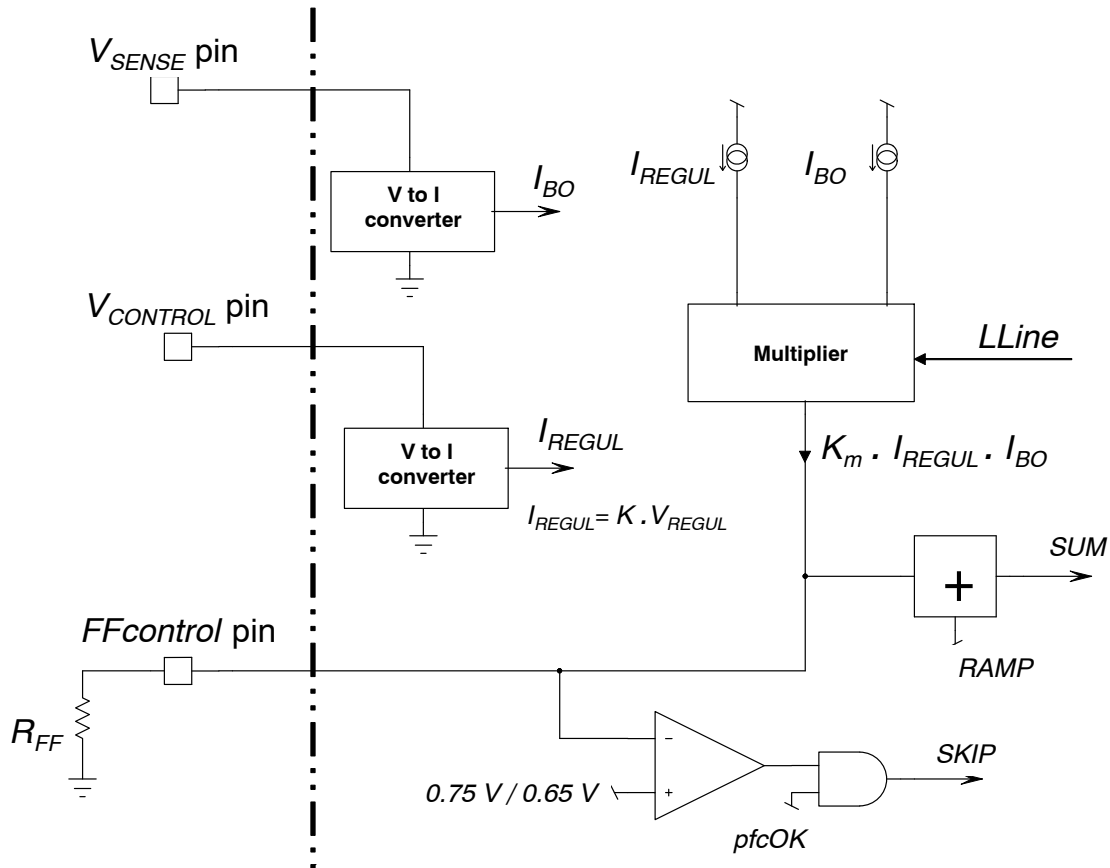 V_SENSE pin
V to I
converter
I_BO
I_REGUL
I_BO
V_CONTROL pin
V to I
converter
I_REGUL
I_REGUL= K . V_REGUL
Multiplier
LLine
K_m . I_REGUL . I_BO
+
SUM
RAMP
FFcontrol pin
R_FF
−
+
0.75 V / 0.65 V
pfcOK
SKIP